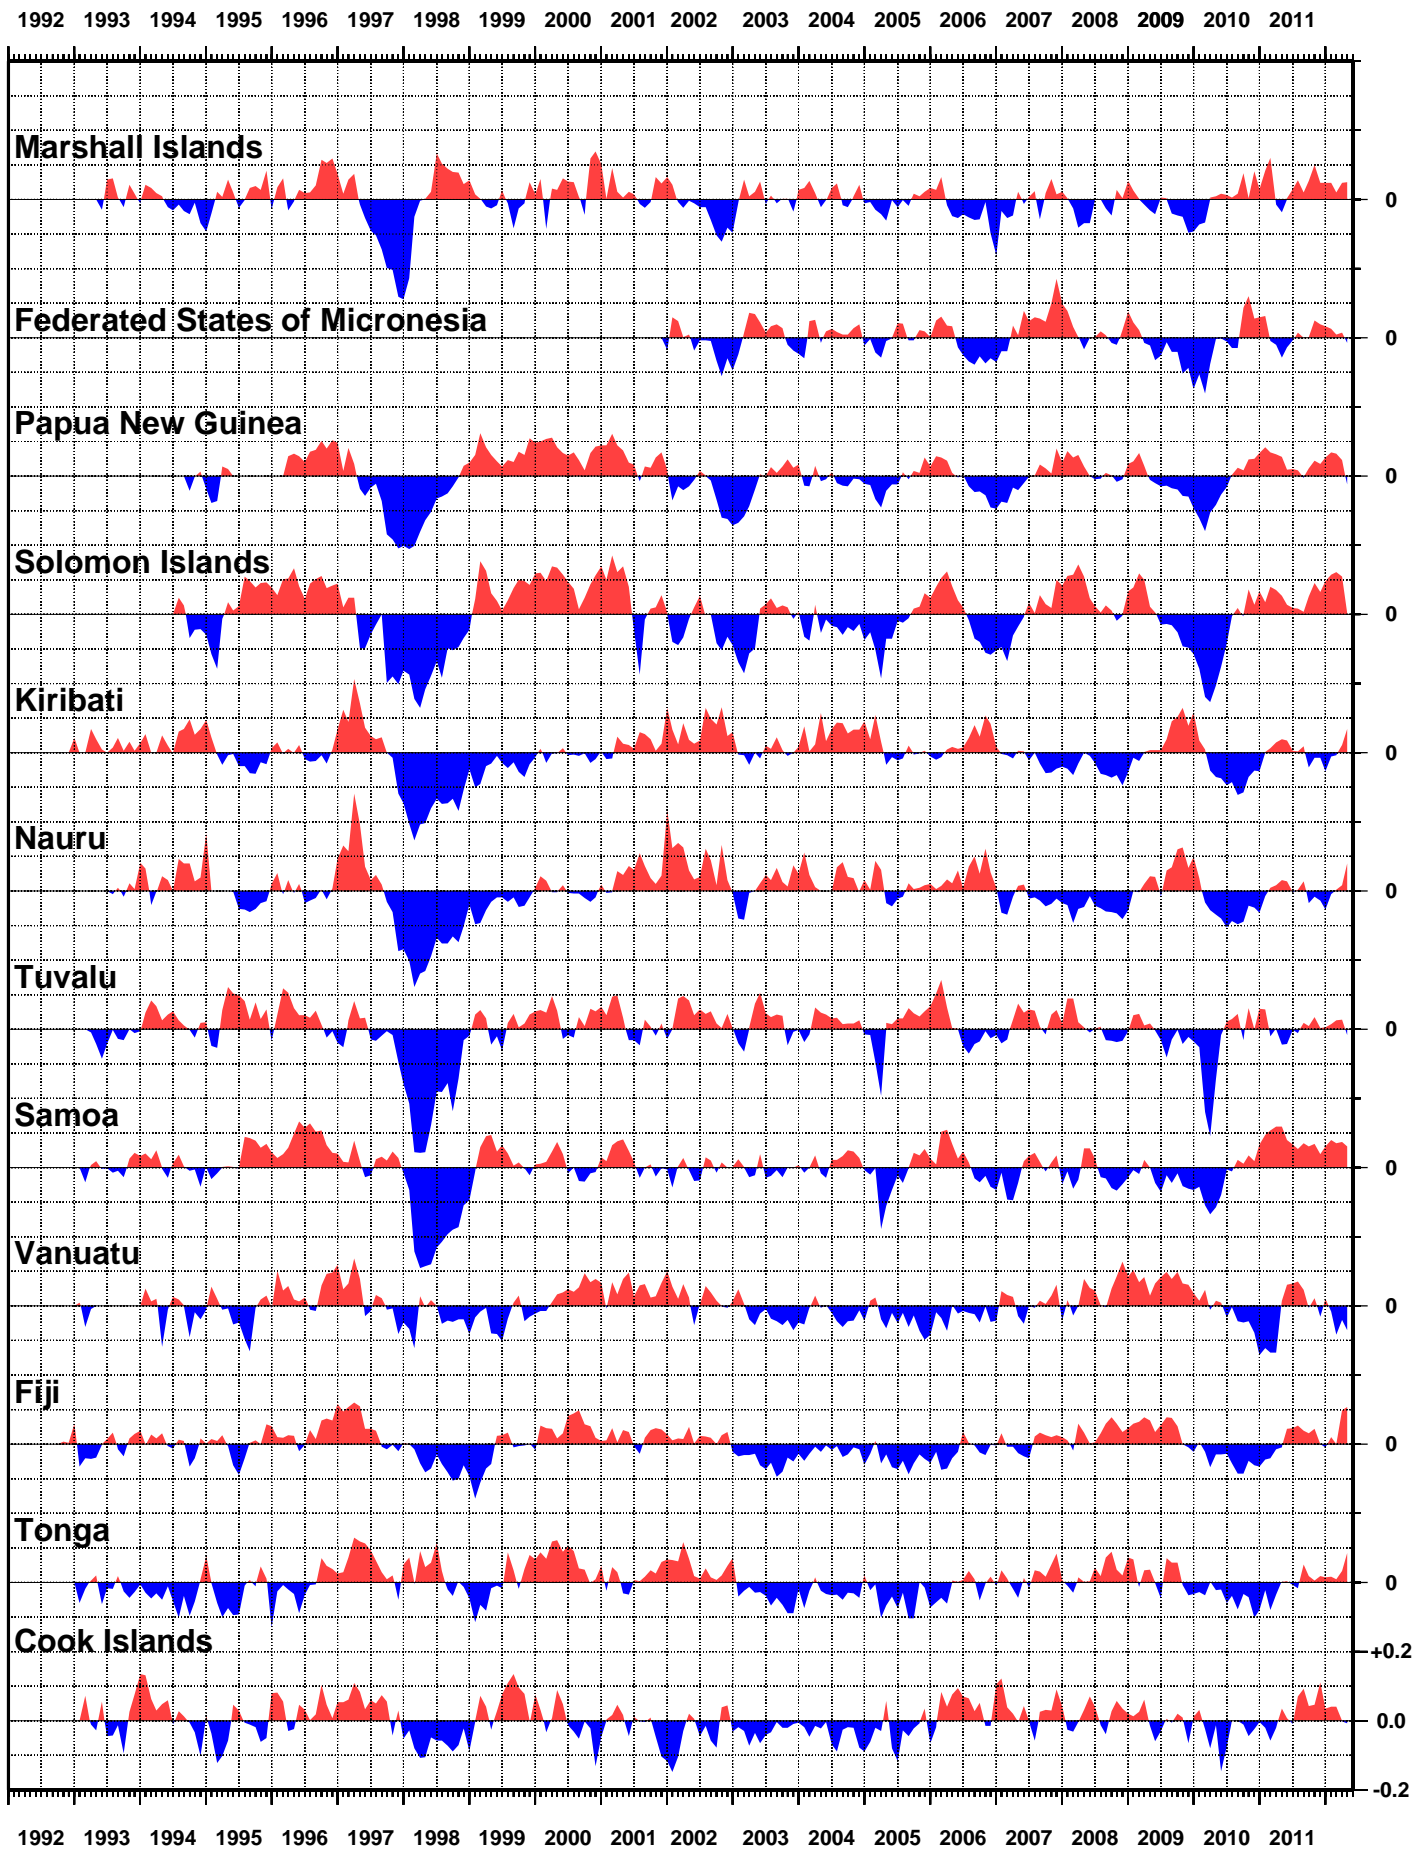 1992 1993 1994 1995 1996 1997 1998 1999 2000 2001 2002 2003 2004 2005 2006 2007 2008 2009 2010 2011
Marshall Islands
0
Federated States of Micronesia
0
Papua New Guinea
0
Solomon Islands
0
Kiribati
0
Nauru
0
Tuvalu
0
Samoa
0
Vanuatu
0
Fiji
0
Tonga
0
Cook Islands
+0.2
0.0
-0.2
1992 1993 1994 1995 1996 1997 1998 1999 2000 2001 2002 2003 2004 2005 2006 2007 2008 2009 2010 2011